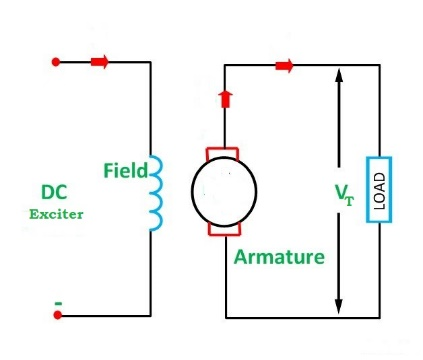 Field
DC
Exciter
-
Armature
V_T
LOAD